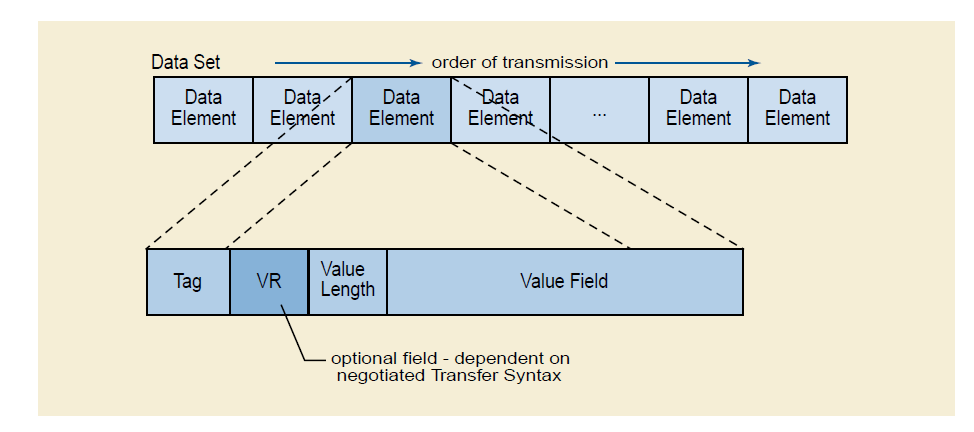 Data Set
order of transmission
Data
Element
Data
Element
Data
Element
Data
Element
...
Data
Element
Data
Element
Tag
VR
Value
Length
Value Field
optional field - dependent on
negotiated Transfer Syntax